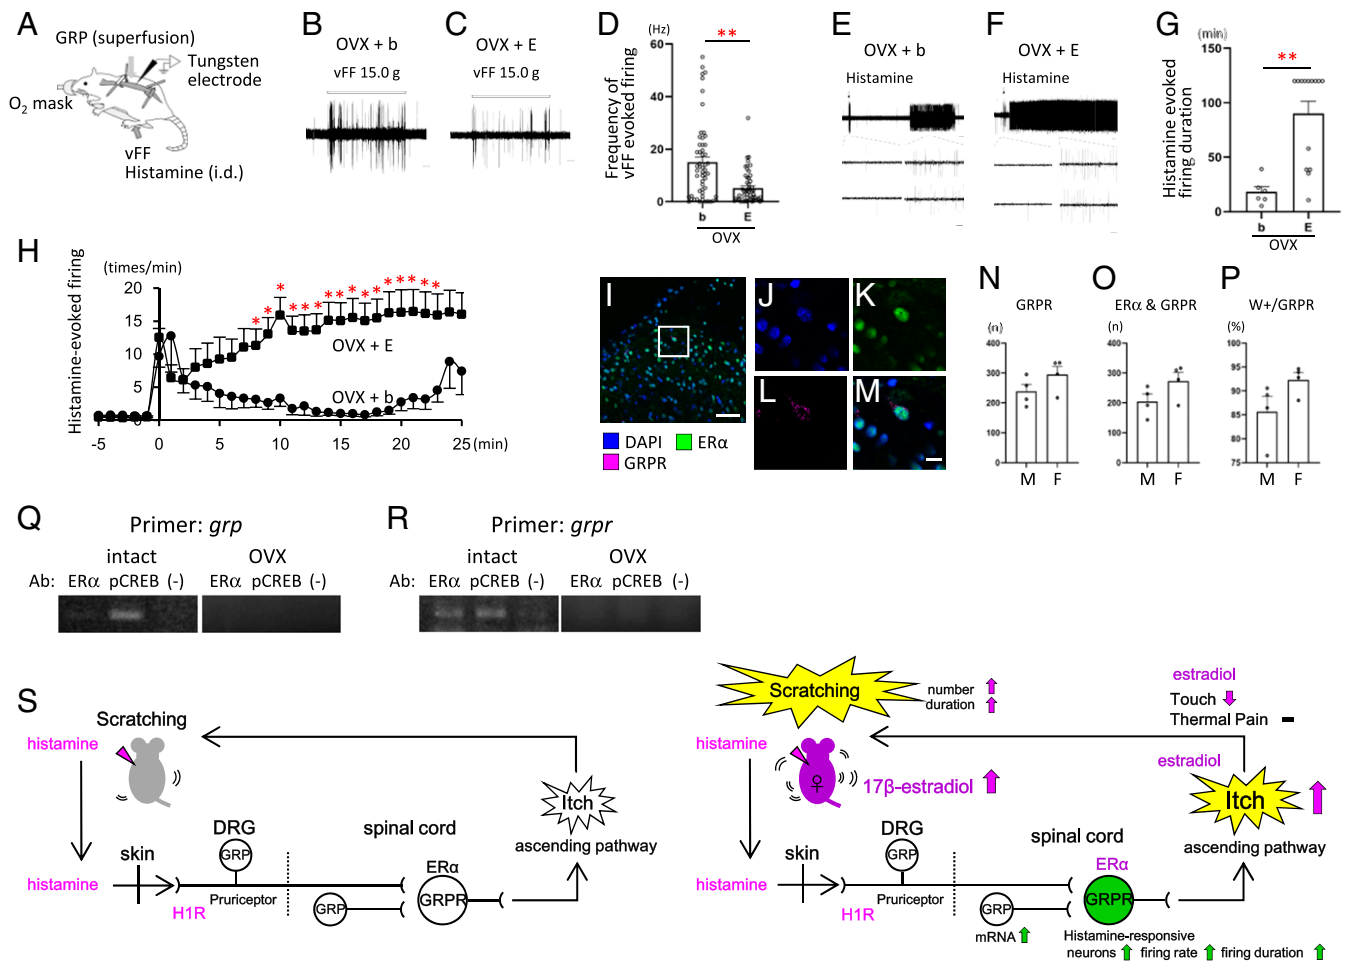 A
GRP (superfusion)
Tungsten
electrode
O2 mask
vFF
Histamine (i.d.)
B
OVX + b
vFF 15.0 g
C
OVX + E
vFF 15.0 g
D
(Hz)
Frequency of
vFF evoked firing
60
40
20
0
**
b
E
OVX
E
OVX + b
Histamine
F
OVX + E
Histamine
G
(min)
Histamine evoked
firing duration
150
100
50
0
**
b
E
OVX
H
Histamine-evoked firing
(times/min)
20
15
10
5
0
* * * * * * * * * * * * * * * *
OVX + E
OVX + b
-5
0
5
10
15
20
25
(min)
I
J
K
L
M
DAPI
ERα
GRPR
N
GRPR
(n)
400
300
200
100
0
M
F
O
ERα & GRPR
(n)
400
300
200
100
0
M
F
P
W+/GRPR
(%)
100
95
90
85
80
75
M
F
Q
Primer: grp
intact
OVX
Ab: ERα pCREB (-)
ERα pCREB (-)
R
Primer: grpr
intact
OVX
Ab: ERα pCREB (-)
ERα pCREB (-)
S
Scratching
histamine
Itch
ascending pathway
DRG
spinal cord
skin
GRP
ERα
histamine
Pruriceptor
GRPR
H1R
GRP
Scratching
number
duration
estradiol
Touch
Thermal Pain
histamine
♀
17β-estradiol
estradiol
Itch
ascending pathway
DRG
spinal cord
skin
GRP
ERα
histamine
Pruriceptor
GRPR
H1R
GRP
mRNA
Histamine-responsive
neurons
firing rate
firing duration